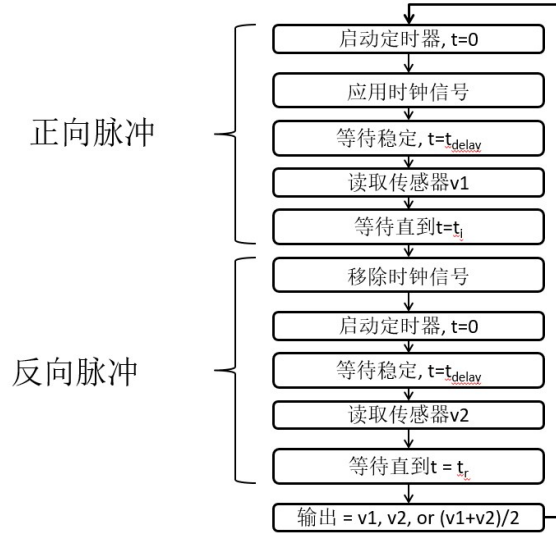 启动定时器, t=0
应用时钟信号
正向脉冲
等待稳定, t=tdelay
读取传感器v1
等待直到t=ti
移除时钟信号
启动定时器, t=0
反向脉冲
等待稳定, t=tdelay
读取传感器v2
等待直到t = tr
输出 = v1, v2, or (v1+v2)/2